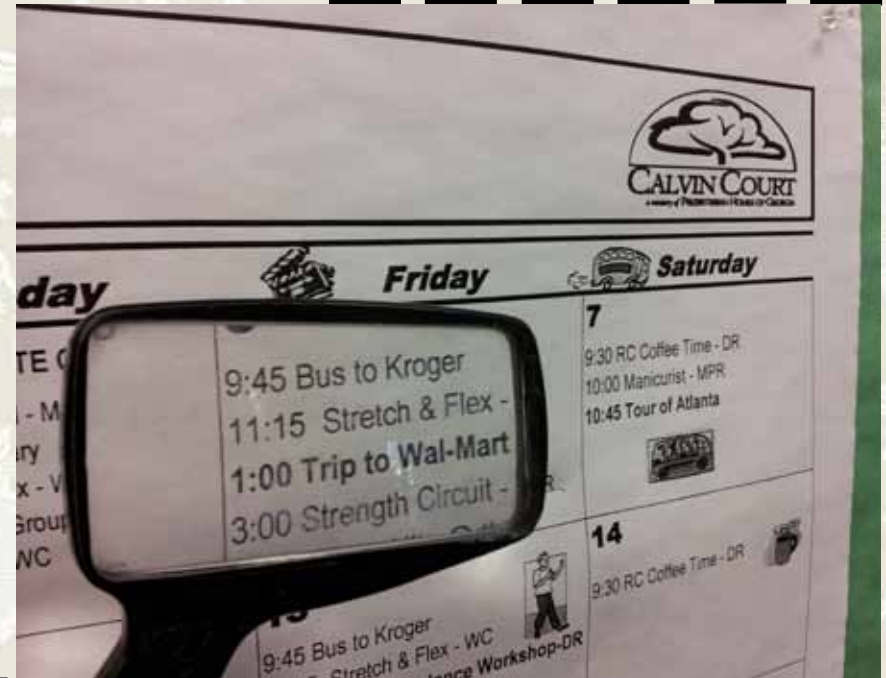 CALVIN COURT
day
Friday
Saturday
TE
- M
ry
x - V
Group
WC
9:45 Bus to Kroger
11:15 Stretch & Flex -
1:00 Trip to Wal-Mart
3:00 Strength Circuit -
7
9:30 RC Coffee Time - DR
10:00 Manicurist - MPR
10:45 Tour of Atlanta
13
9:45 Bus to Kroger
Stretch & Flex - WC
Workshop-DR
14
9:30 RC Coffee Time - DR